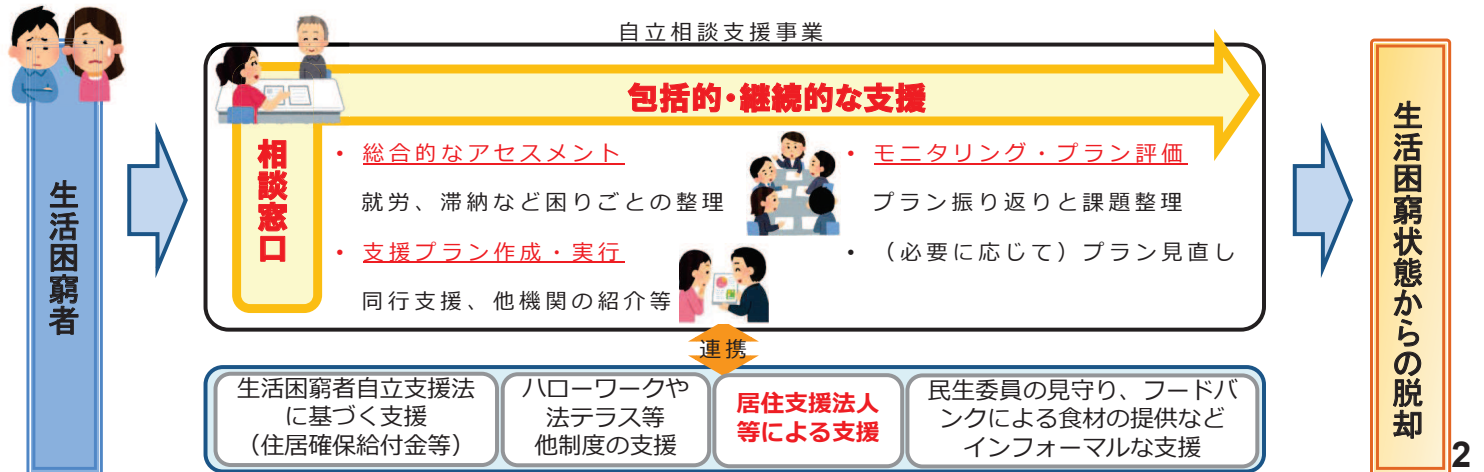 自立相談支援事業
生活困窮者
包括的・継続的な支援
相談窓口
・ 総合的なアセスメント
就労、滞納など困りごとの整理
・ 支援プラン作成・実行
同行支援、他機関の紹介等
・ モニタリング・プラン評価
プラン振り返りと課題整理
・ （必要に応じて）プラン見直し
連携
生活困窮者自立支援法
に基づく支援
（住居確保給付金等）
ハローワークや
法テラス等
他制度の支援
居住支援法人
等による支援
民生委員の見守り、フードバ
ンクによる食材の提供など
インフォーマルな支援
生活困窮状態からの脱却
2